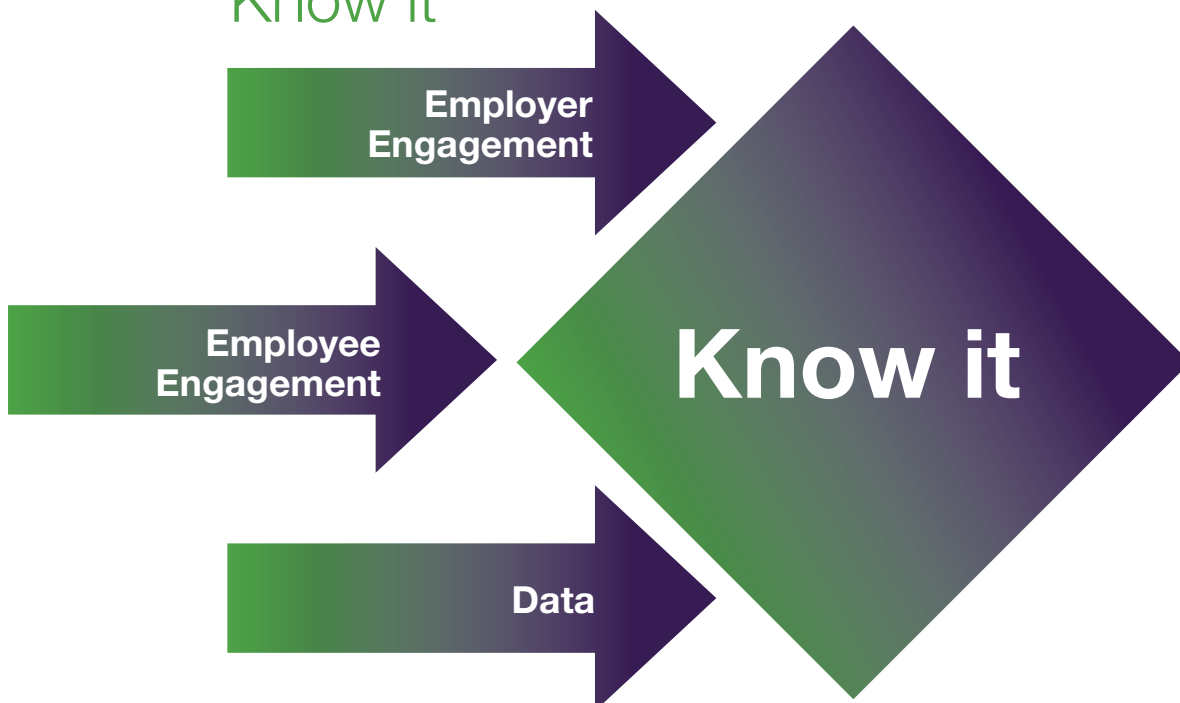 Know it
Employer
Engagement
Employee
Engagement
Know it
Data